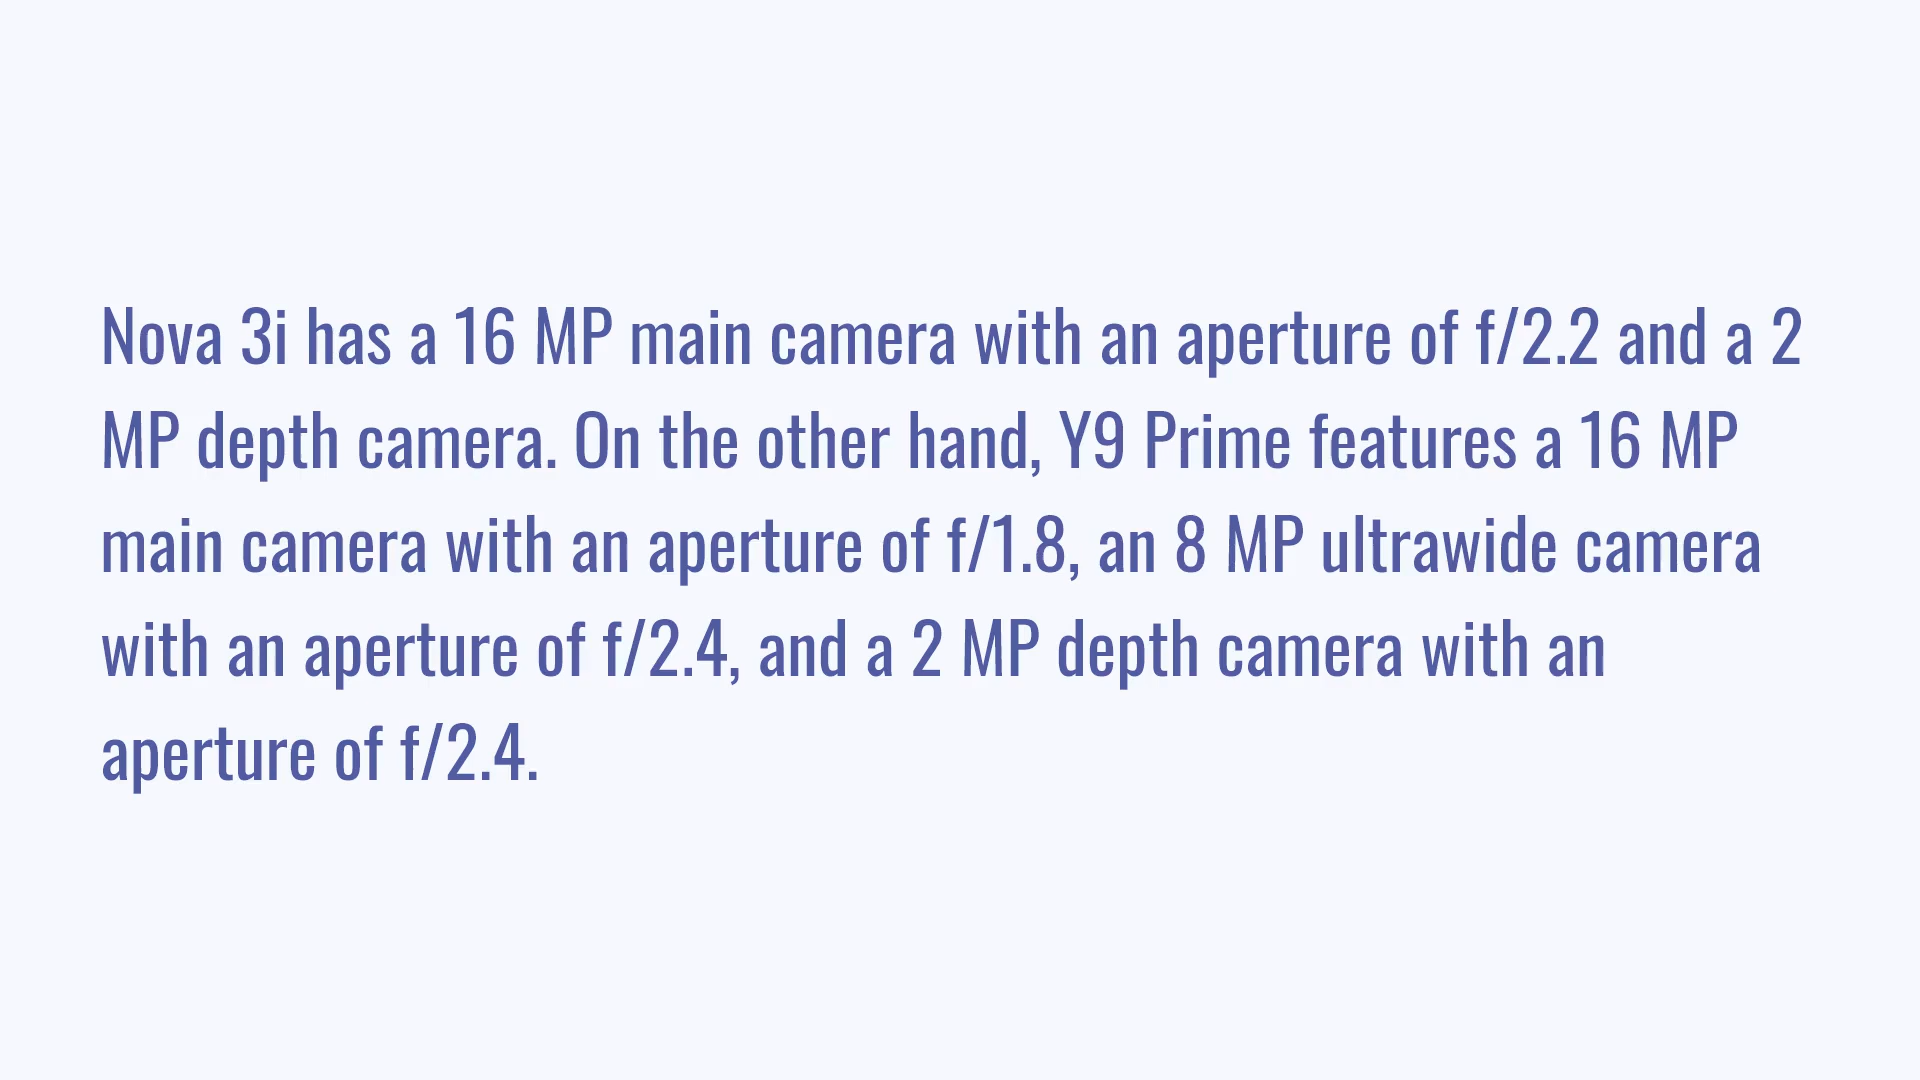 Nova 3i has a 16 MP main camera with an aperture of f/2.2 and a 2
MP depth camera. On the other hand, Y9 Prime features a 16 MP
main camera with an aperture of f/1.8, an 8 MP ultrawide camera
with an aperture of f/2.4, and a 2 MP depth camera with an
aperture of f/2.4.